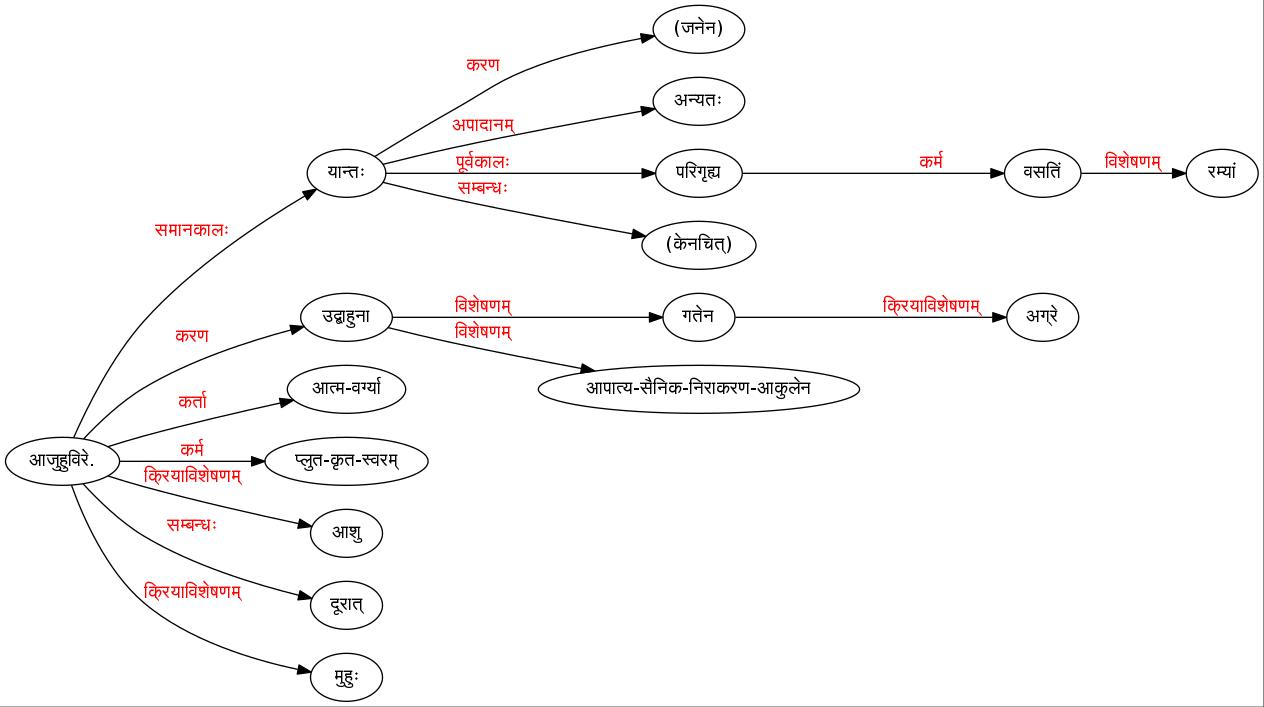 (जनेन)
करण
अन्यतः
अपादानम्
यान्तः
पूर्वकालः
परिगृह्य
कर्म
वसतिं
विशेषणम्
रम्यां
सम्बन्धः
समानकालः
(केनचित्)
उद्बाहुना
विशेषणम्
गतेन
क्रियाविशेषणम्
अग्रे
करण
विशेषणम्
आपात्य-सैनिक-निराकरण-आकुलेन
आत्म-वर्ग्या
कर्ता
आजुहुविरे.
कर्म
प्लुत-कृत-स्वरम्
क्रियाविशेषणम्
आशु
सम्बन्धः
दूरात्
क्रियाविशेषणम्
मुहुः